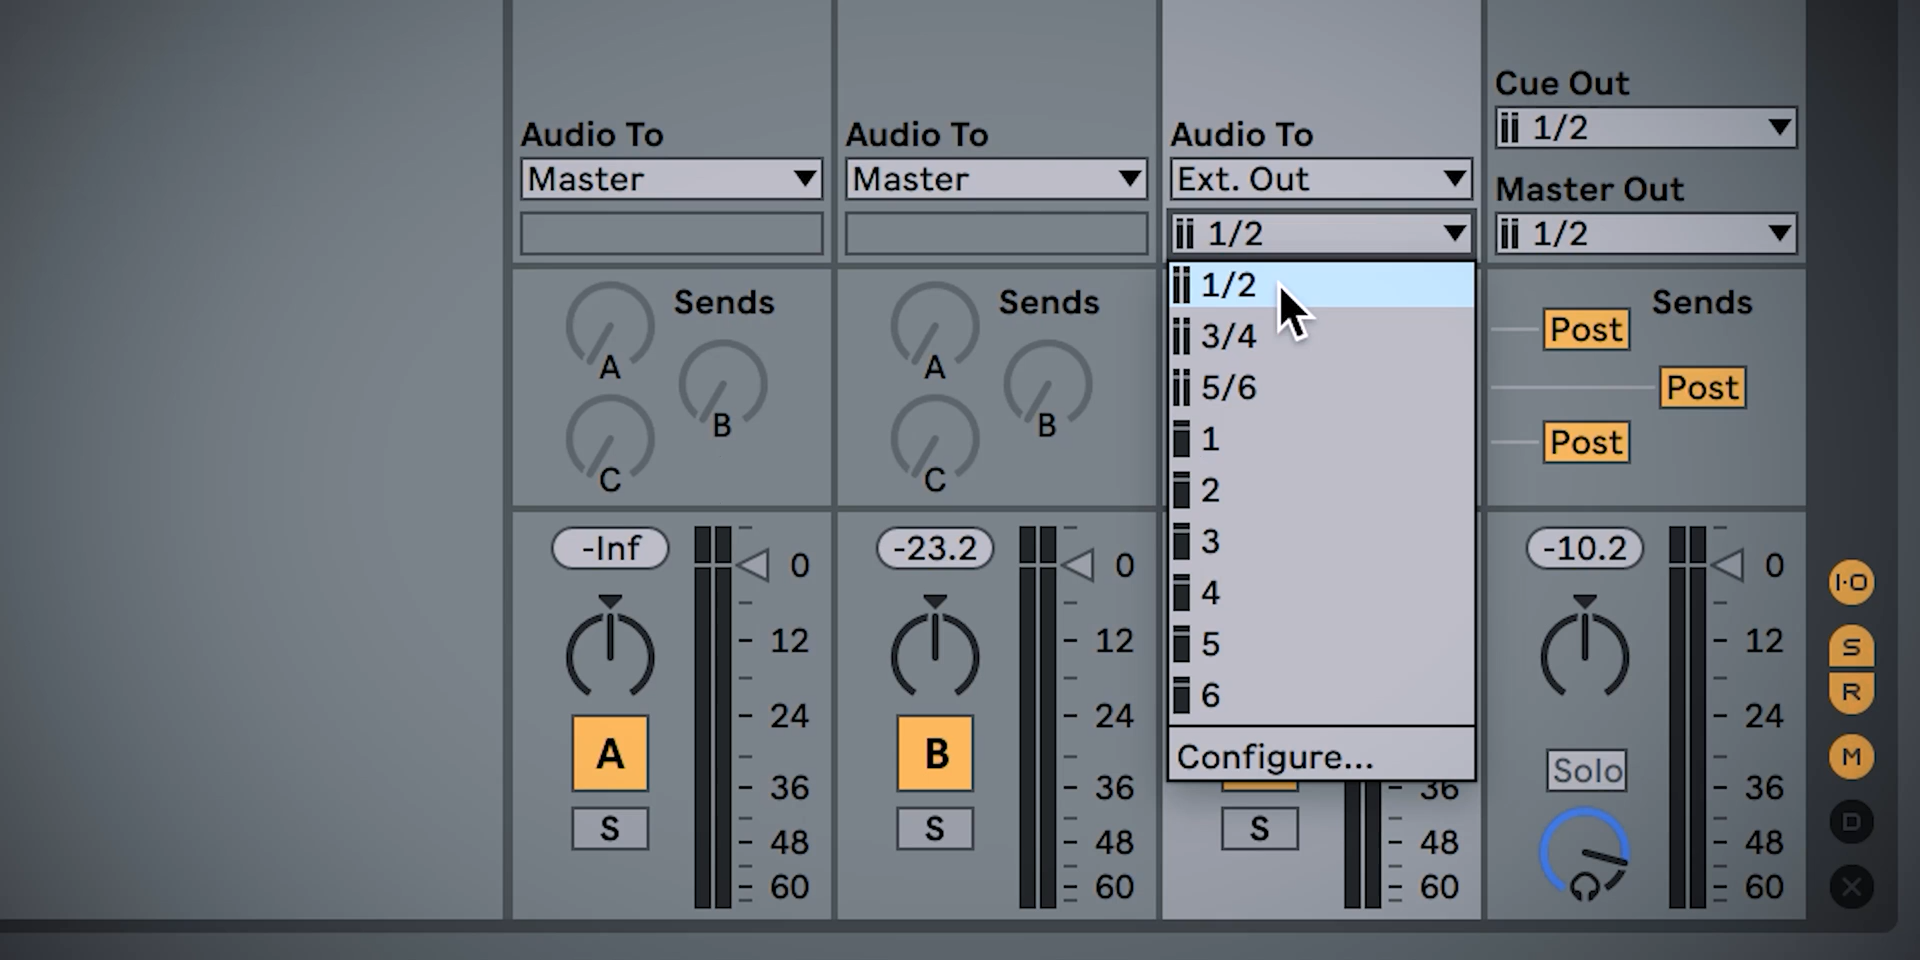 Audio To
Master
Sends
A
B
C
-Inf
0
12
24
36
48
60
A
S
Audio To
Master
Sends
A
B
C
-23.2
0
12
24
36
48
60
B
S
Audio To
Ext. Out
1/2
1/2
3/4
5/6
1
2
3
4
5
6
Configure...
36
48
60
S
Cue Out
1/2
Master Out
1/2
Sends
Post
Post
Post
-10.2
0
12
24
36
48
60
Solo
I·O
S
R
M
D
X